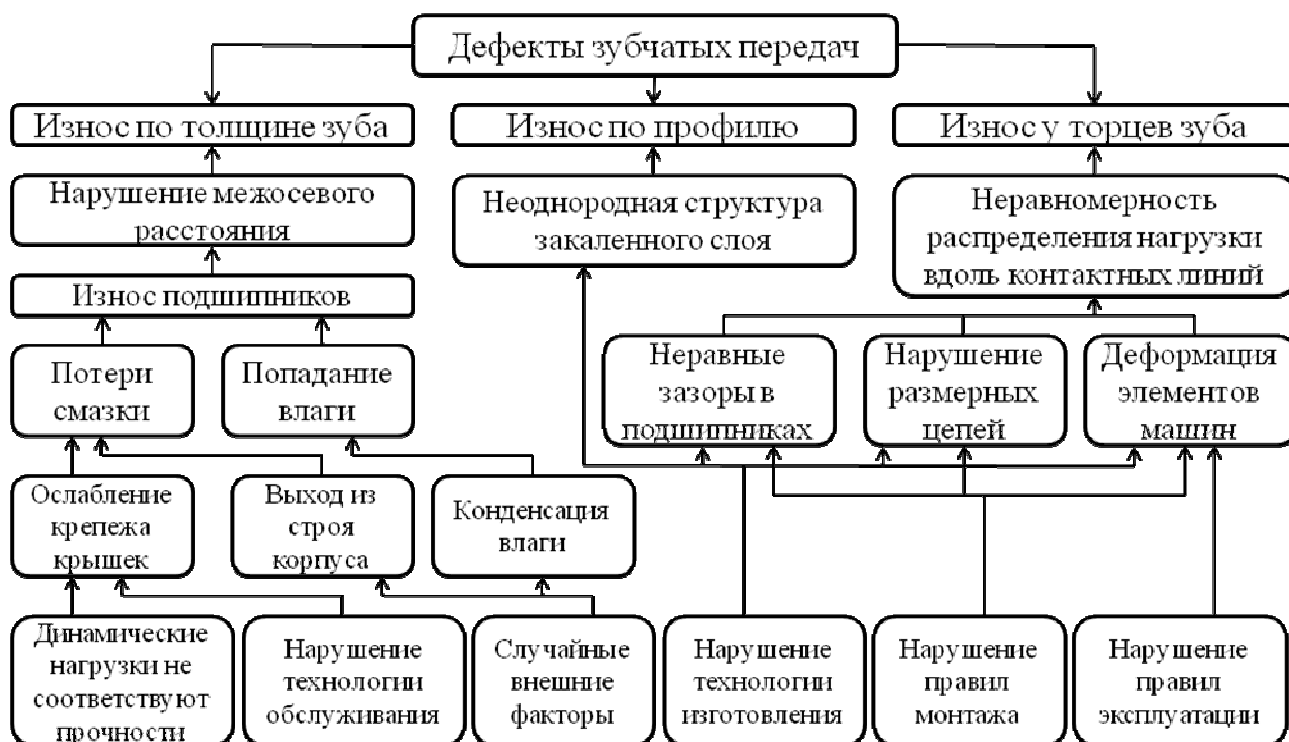 Дефекты зубчатых передач
Износ по толщине зуба
Износ по профилю
Износ у торцев зуба
Нарушение межосевого
расстояния
Неоднородная структура
закаленного слоя
Неравномерность
распределения нагрузки
вдоль контактных линий
Износ подшипников
Потери
смазки
Попадание
влаги
Неравные
зазоры в
подшипниках
Нарушение
размерных
цепей
Деформация
элементов
машин
Ослабление
крепежа
крышек
Выход из
строя
корпуса
Конденсация
влаги
Динамические
нагрузки не
соответствуют
прочности
Нарушение
технологии
обслуживания
Случайные
внешние
факторы
Нарушение
технологии
изготовления
Нарушение
правил
монтажа
Нарушение
правил
эксплуатации